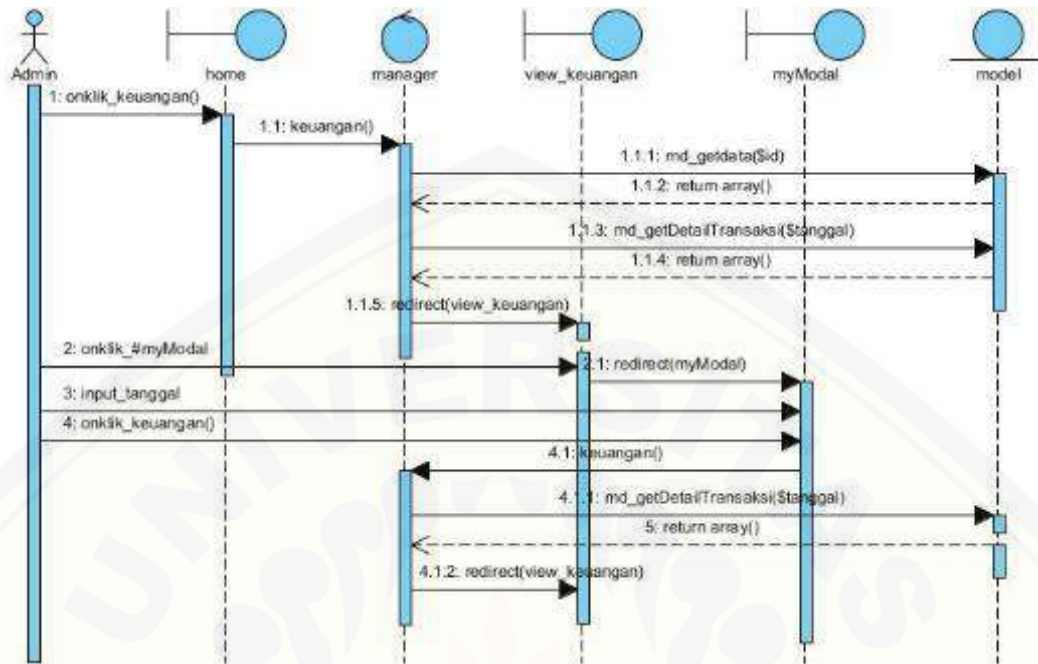 Admin
home
manager
view_keuangan
myModal
model
1: onklik_keuangan()
1.1: keuangan()
1.1.1: md_getdata($id)
1.1.2: return array()
1.1.3: md_getDetailTransaksi($tanggal)
1.1.4: return array()
1.1.5: redirect(view_keuangan)
2: onklik_#myModal
2.1: redirect(myModal)
3: input_tanggal
4: onklik_keuangan()
4.1: keuangan()
4.1.1: md_getDetailTransaksi($tanggal)
5: return array()
4.1.2: redirect(view_keuangan)
UNIVERSITAS